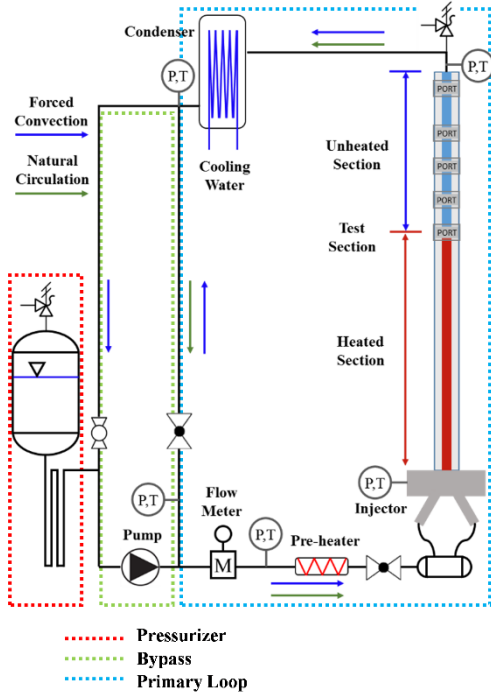 Condenser
P,T
P,T
Forced
Convection
Natural
Circulation
Cooling
Water
Unheated
Section
PORT
PORT
PORT
PORT
PORT
Test
Section
Heated
Section
P,T
Injector
P,T
Flow
Meter
P,T
Pre-heater
Pump
M
Pressurizer
Bypass
Primary Loop